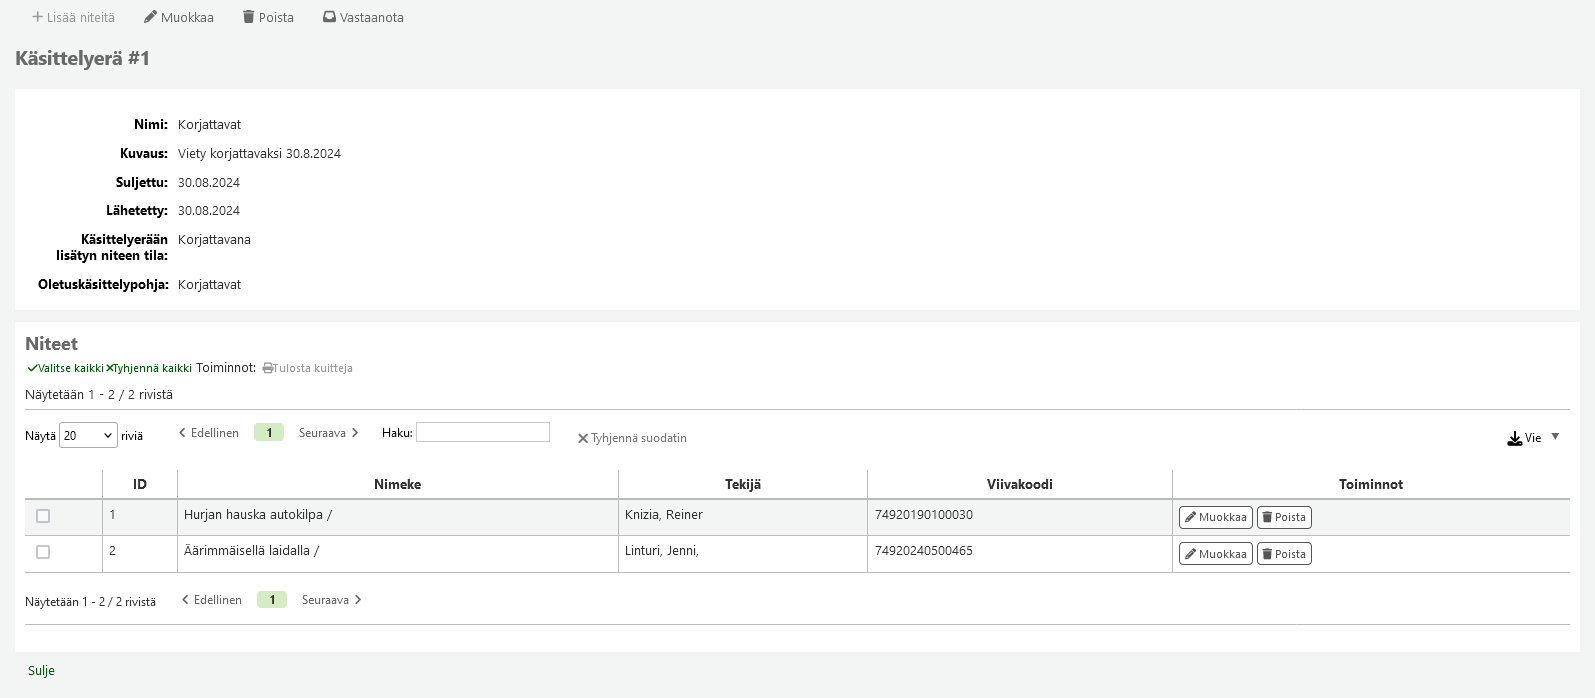 Lisää niteitä Muokkaa Poista Vastaanota
Käsittelyerä #1
Nimi: Korjattavat
Kuvaus: Viety korjattavaksi 30.8.2024
Suljettu: 30.08.2024
Lähetetty: 30.08.2024
Käsittelyerään Korjattavana
lisätyn niteen tila:
Oletuskäsittelypohja: Korjattavat
Niteet
Valitse kaikki Tyhjennä kaikki Toiminnot: Tulosta kuitteja
Näytetään 1 - 2 / 2 rivistä
Näytä 20 riviä Edellinen 1 Seuraava Haku: Tyhjennä suodatin Vie
ID Nimeke Tekijä Viivakoodi Toiminnot
1 Hurjan hauska autokilpa / Knizia, Reiner 74920190100030 Muokkaa Poista
2 Äärimmäisellä laidalla / Linturi, Jenni, 74920240500465 Muokkaa Poista
Näytetään 1 - 2 / 2 rivistä Edellinen 1 Seuraava
Sulje